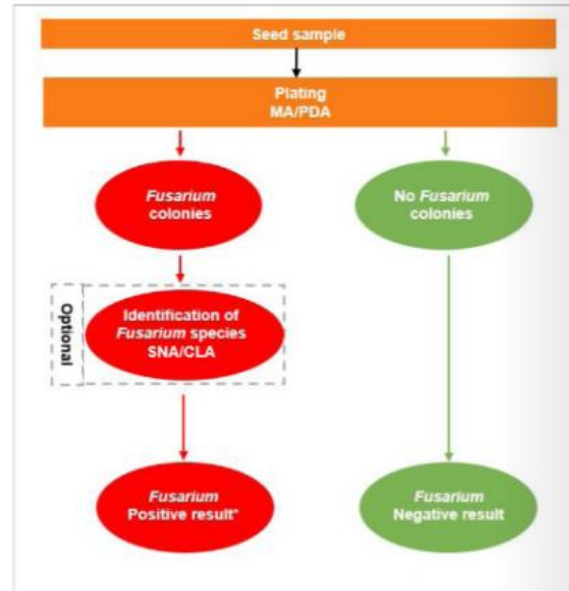 Seed sample
Plating
MA/PDA
Fusarium
colonies
No Fusarium
colonies
Optional
Identification of
Fusarium species
SNA/CLA
Fusarium
Positive result*
Fusarium
Negative result